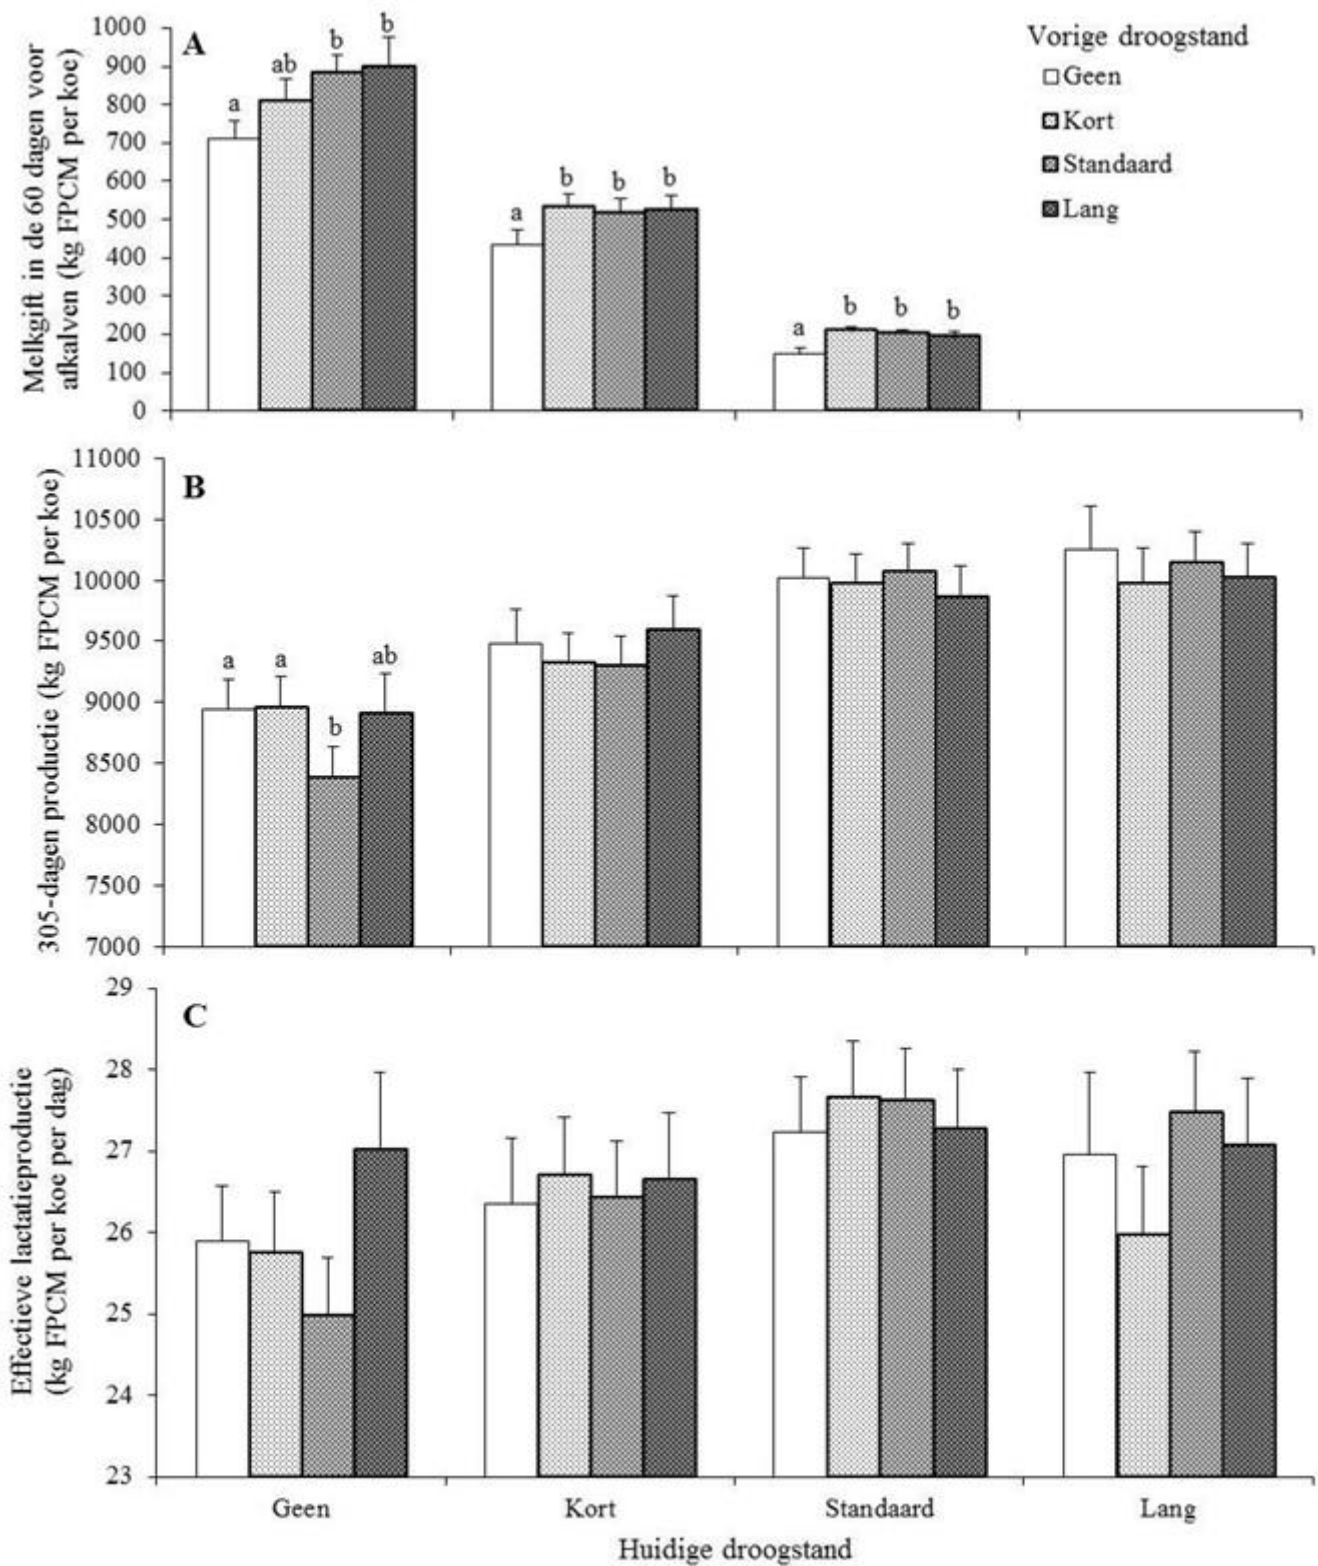 A
Melkgift in de 60 dagen voor
afkalven (kg FPCM per koe)
1000
900
800
700
600
500
400
300
200
100
0
a
ab
b
b
a
b
b
b
a
b
b
b
Vorige droogstand
Geen
Kort
Standaard
Lang
B
305-dagen productie (kg FPCM per koe)
11000
10500
10000
9500
9000
8500
8000
7500
7000
a
a
b
ab
C
Effectieve lactatieproductie
(kg FPCM per koe per dag)
29
28
27
26
25
24
23
Geen
Kort
Standaard
Lang
Huidige droogstand